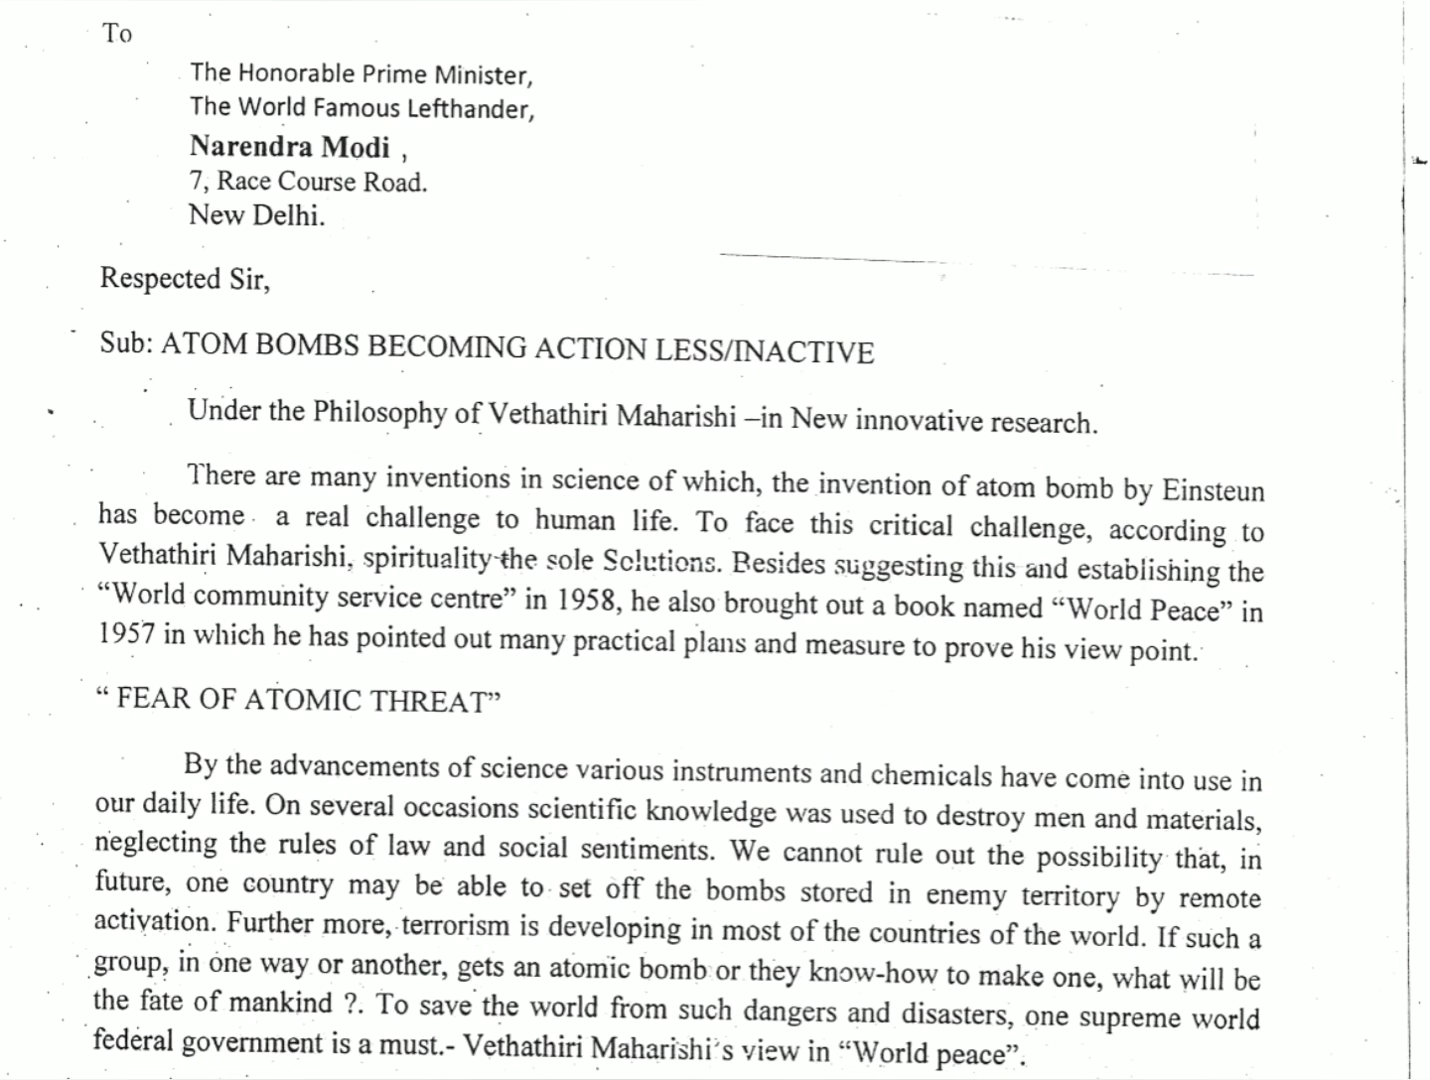 To
The Honorable Prime Minister,
The World Famous Lefthander,
Narendra Modi ,
7, Race Course Road.
New Delhi.
Respected Sir,
Sub: ATOM BOMBS BECOMING ACTION LESS/INACTIVE
Under the Philosophy of Vethathiri Maharishi –in New innovative research.
There are many inventions in science of which, the invention of atom bomb by Einsteun
has become a real challenge to human life. To face this critical challenge, according to
Vethathiri Maharishi, spirituality-the sole Solutions. Besides suggesting this and establishing the
“World community service centre” in 1958, he also brought out a book named “World Peace” in
1957 in which he has pointed out many practical plans and measure to prove his view point.
“ FEAR OF ATOMIC THREAT”
By the advancements of science various instruments and chemicals have come into use in
our daily life. On several occasions scientific knowledge was used to destroy men and materials,
neglecting the rules of law and social sentiments. We cannot rule out the possibility that, in
future, one country may be able to set off the bombs stored in enemy territory by remote
activation. Further more, terrorism is developing in most of the countries of the world. If such a
group, in one way or another, gets an atomic bomb or they know-how to make one, what will be
the fate of mankind ?. To save the world from such dangers and disasters, one supreme world
federal government is a must.- Vethathiri Maharishi’s view in “World peace”.